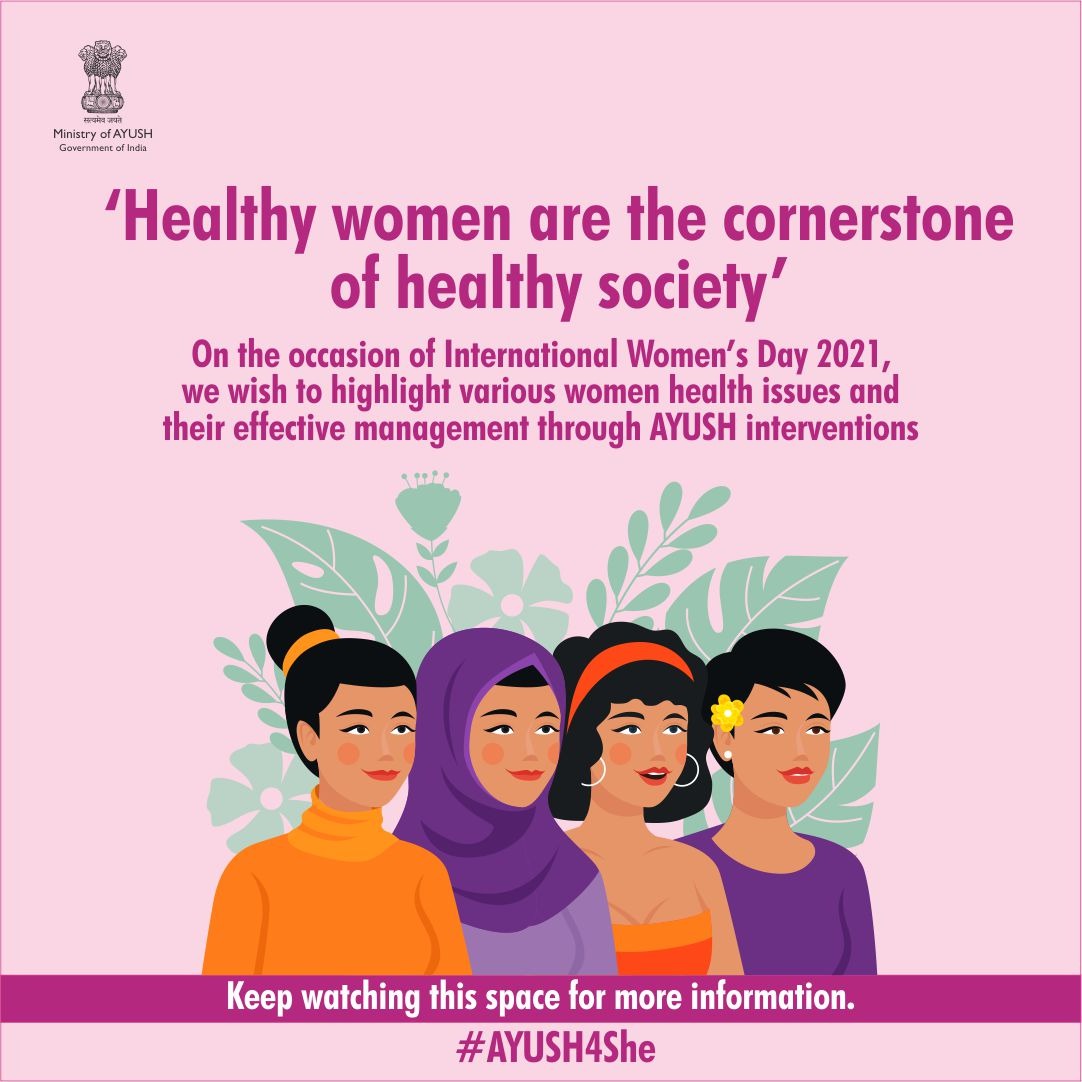 सत्यमेव जयते
Ministry of AYUSH
Government of India
‘Healthy women are the cornerstone
of healthy society’
On the occasion of International Women’s Day 2021,
we wish to highlight various women health issues and
their effective management through AYUSH interventions
Keep watching this space for more information.
#AYUSH4She